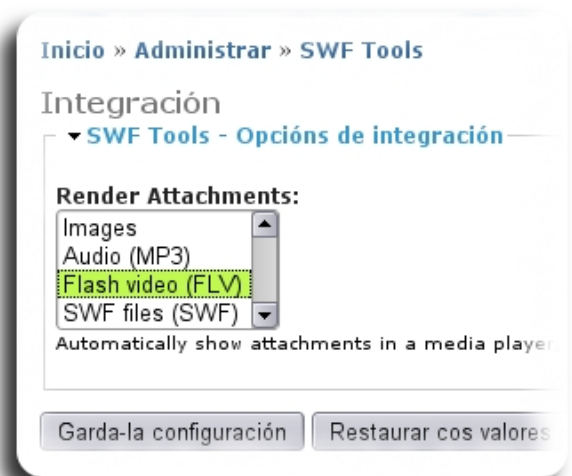 Inicio » Administrar » SWF Tools
Integración
SWF Tools - Opcións de integración
Render Attachments:
Images
Audio (MP3)
Flash video (FLV)
SWF files (SWF)
Automatically show attachments in a media player
Garda-la configuración
Restaurar cos valores